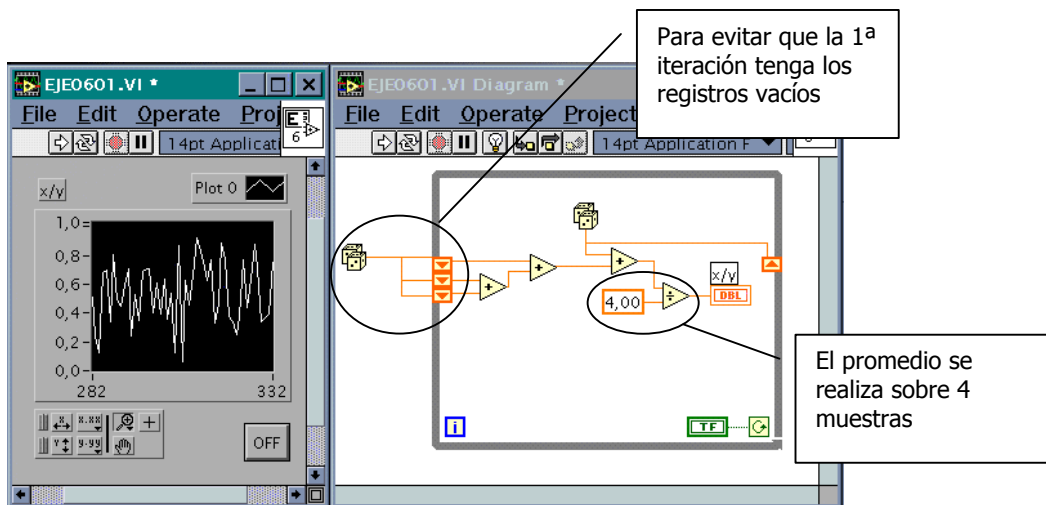 Para evitar que la 1ª
iteración tenga los
registros vacíos
EJE0601.VI *
File Edit Operate Proj
14pt Applicati
E
6
x/y
Plot 0
1,0
0,8
0,6
0,4
0,2
0,0
282
332
OFF
EJE0601.VI Diagram *
File Edit Operate Project
14pt Application F
x/y
4,00
DBL
i
TF
El promedio se
realiza sobre 4
muestras